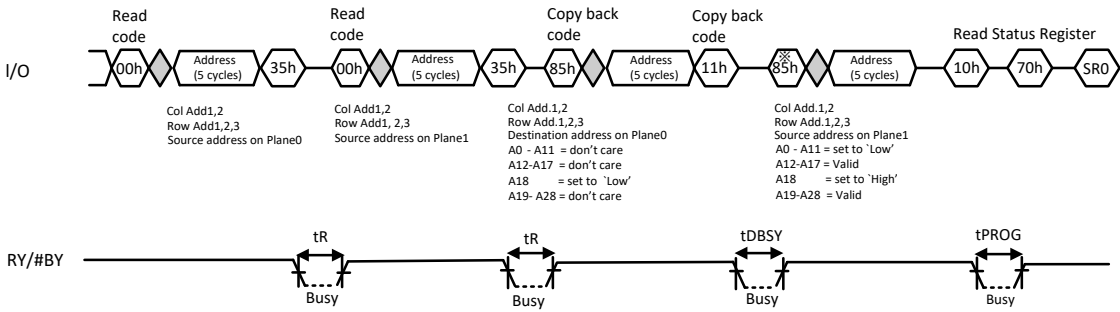 Read
code
Read
code
Copy back
code
Copy back
code
Read Status Register
I/O
00h
Address
(5 cycles)
35h
00h
Address
(5 cycles)
35h
85h
Address
(5 cycles)
11h
※
85h
Address
(5 cycles)
10h
70h
SR0
Col Add1,2
Row Add1,2,3
Source address on Plane0
Col Add1,2
Row Add1, 2,3
Source address on Plane1
Col Add.1,2
Row Add.1,2,3
Destination address on Plane0
A0 - A11 = don't care
A12-A17 = don't care
A18 = set to `Low'
A19- A28 = don't care
Col Add.1,2
Row Add.1,2,3
Source address on Plane1
A0 - A11 = set to `Low'
A12-A17 = Valid
A18 = set to `High'
A19-A28 = Valid
RY/#BY
tR
Busy
tR
Busy
tDBSY
Busy
tPROG
Busy